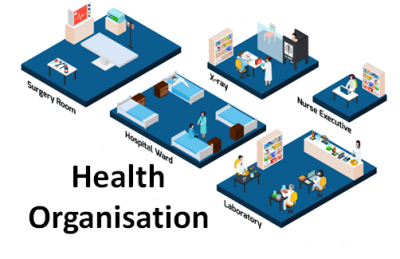 Surgery Room
X-ray
Nurse Executive
Hospital Ward
Laboratory
Health
Organisation